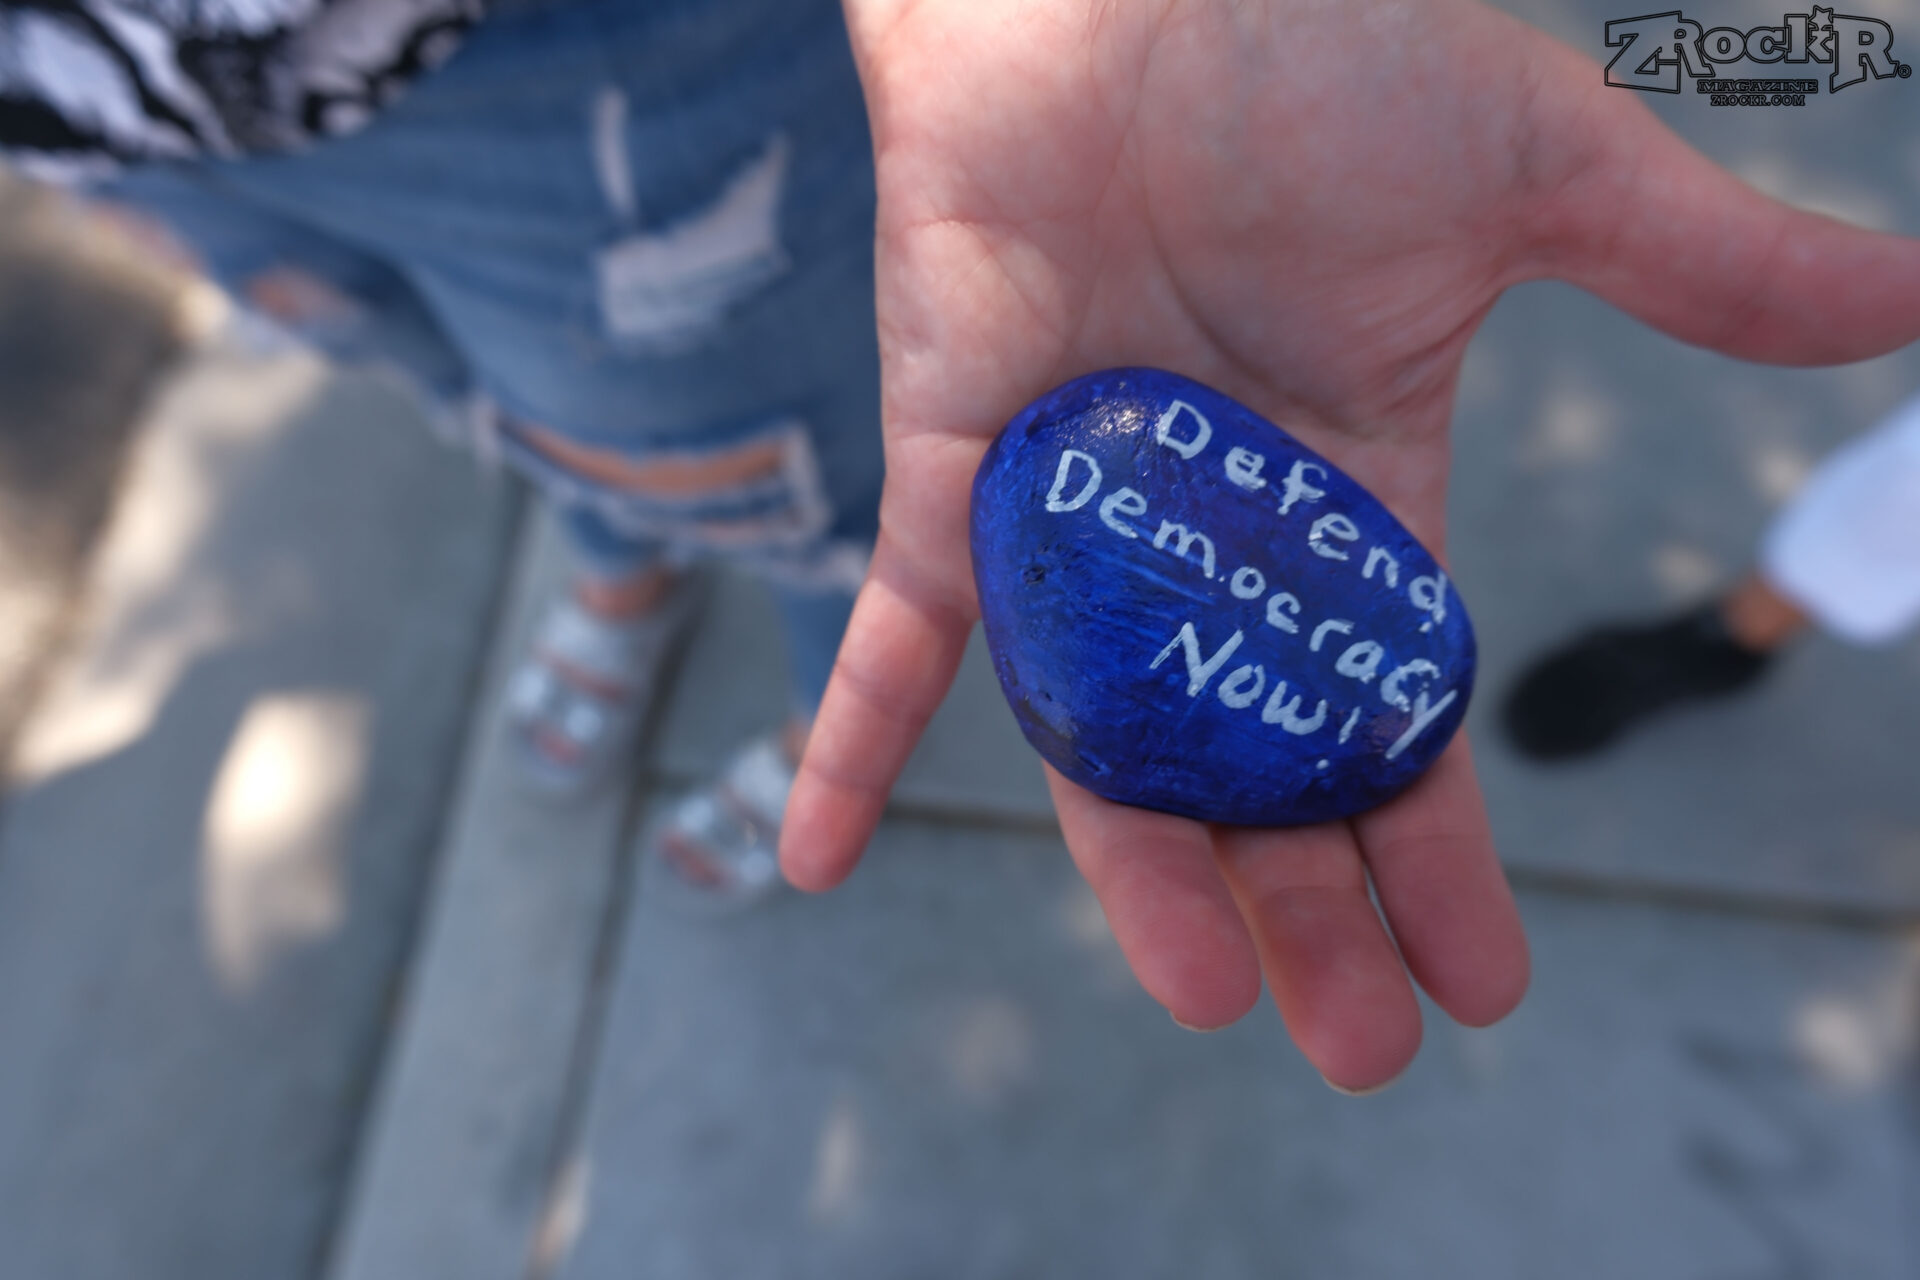 ZRockR
MAGAZINE
ZROCKR.COM
Defend
Democracy
Now!